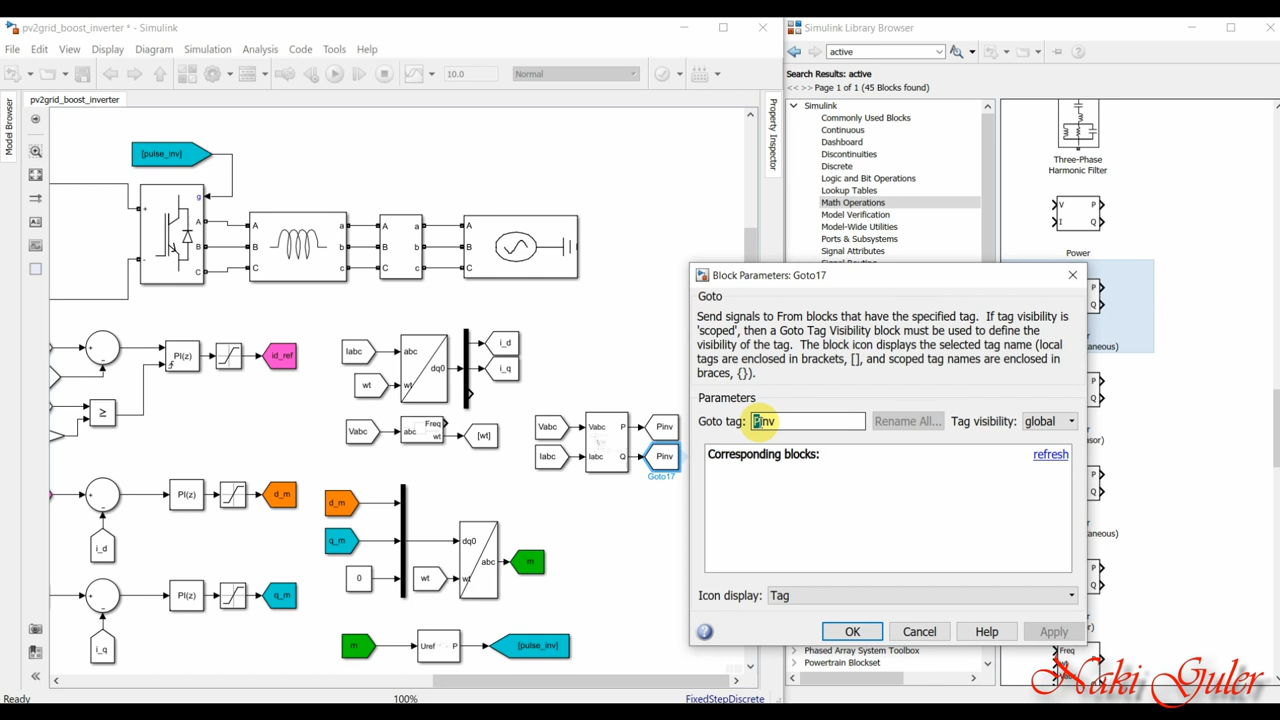 pv2grid_boost_inverter * - Simulink
File Edit View Display Diagram Simulation Analysis Code Tools Help
10.0
Normal
pv2grid_boost_inverter
Model Browser
Property Inspector
[pulse_inv]
g
+
-
A
B
C
A
B
C
a
b
c
A
B
C
a
b
c
A
B
C
+
-
PI(z)
id_ref
≥
Iabc
wt
abc
wt
dq0
i_d
i_q
Vabc
abc
Freq
wt
[wt]
Vabc
Iabc
Vabc
Iabc
P
Q
Pinv
Pinv
Goto17
+
-
PI(z)
d_m
i_d
+
-
PI(z)
q_m
i_q
d_m
q_m
0
wt
dq0
wt
abc
m
m
Uref
P
[pulse_inv]
Ready
100%
FixedStepDiscrete
Simulink Library Browser
active
Search Results: active
<< >> Page 1 of 1 (45 Blocks found)
Simulink
Commonly Used Blocks
Continuous
Dashboard
Discontinuities
Discrete
Logic and Bit Operations
Lookup Tables
Math Operations
Model Verification
Model-Wide Utilities
Ports & Subsystems
Signal Attributes
Phased Array System Toolbox
Powertrain Blockset
Three-Phase
Harmonic Filter
V
I
P
Q
Power
P
Q
Freq
wt
Block Parameters: Goto17
Goto
Send signals to From blocks that have the specified tag. If tag visibility is
'scoped', then a Goto Tag Visibility block must be used to define the
visibility of the tag. The block icon displays the selected tag name (local
tags are enclosed in brackets, [], and scoped tag names are enclosed in
braces, {}).
Parameters
Goto tag: Pinv Rename All... Tag visibility: global
Corresponding blocks: refresh
Icon display: Tag
OK Cancel Help Apply
Naki Guler